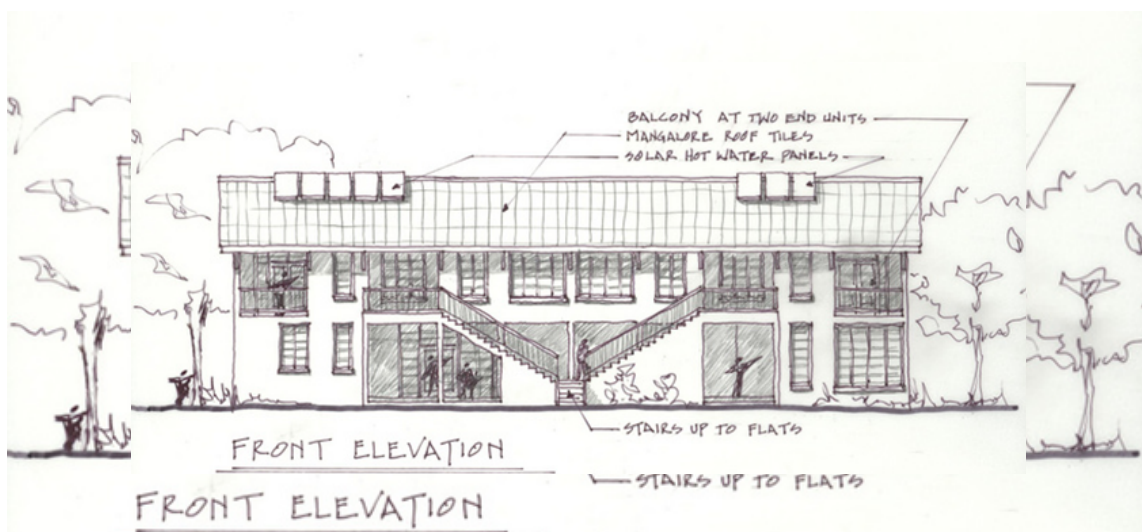 BALCONY AT TWO END UNITS
MANGALORE ROOF TILES
SOLAR HOT WATER PANELS
STAIRS UP TO FLATS
FRONT ELEVATION
STAIRS UP TO FLATS
FRONT ELEVATION